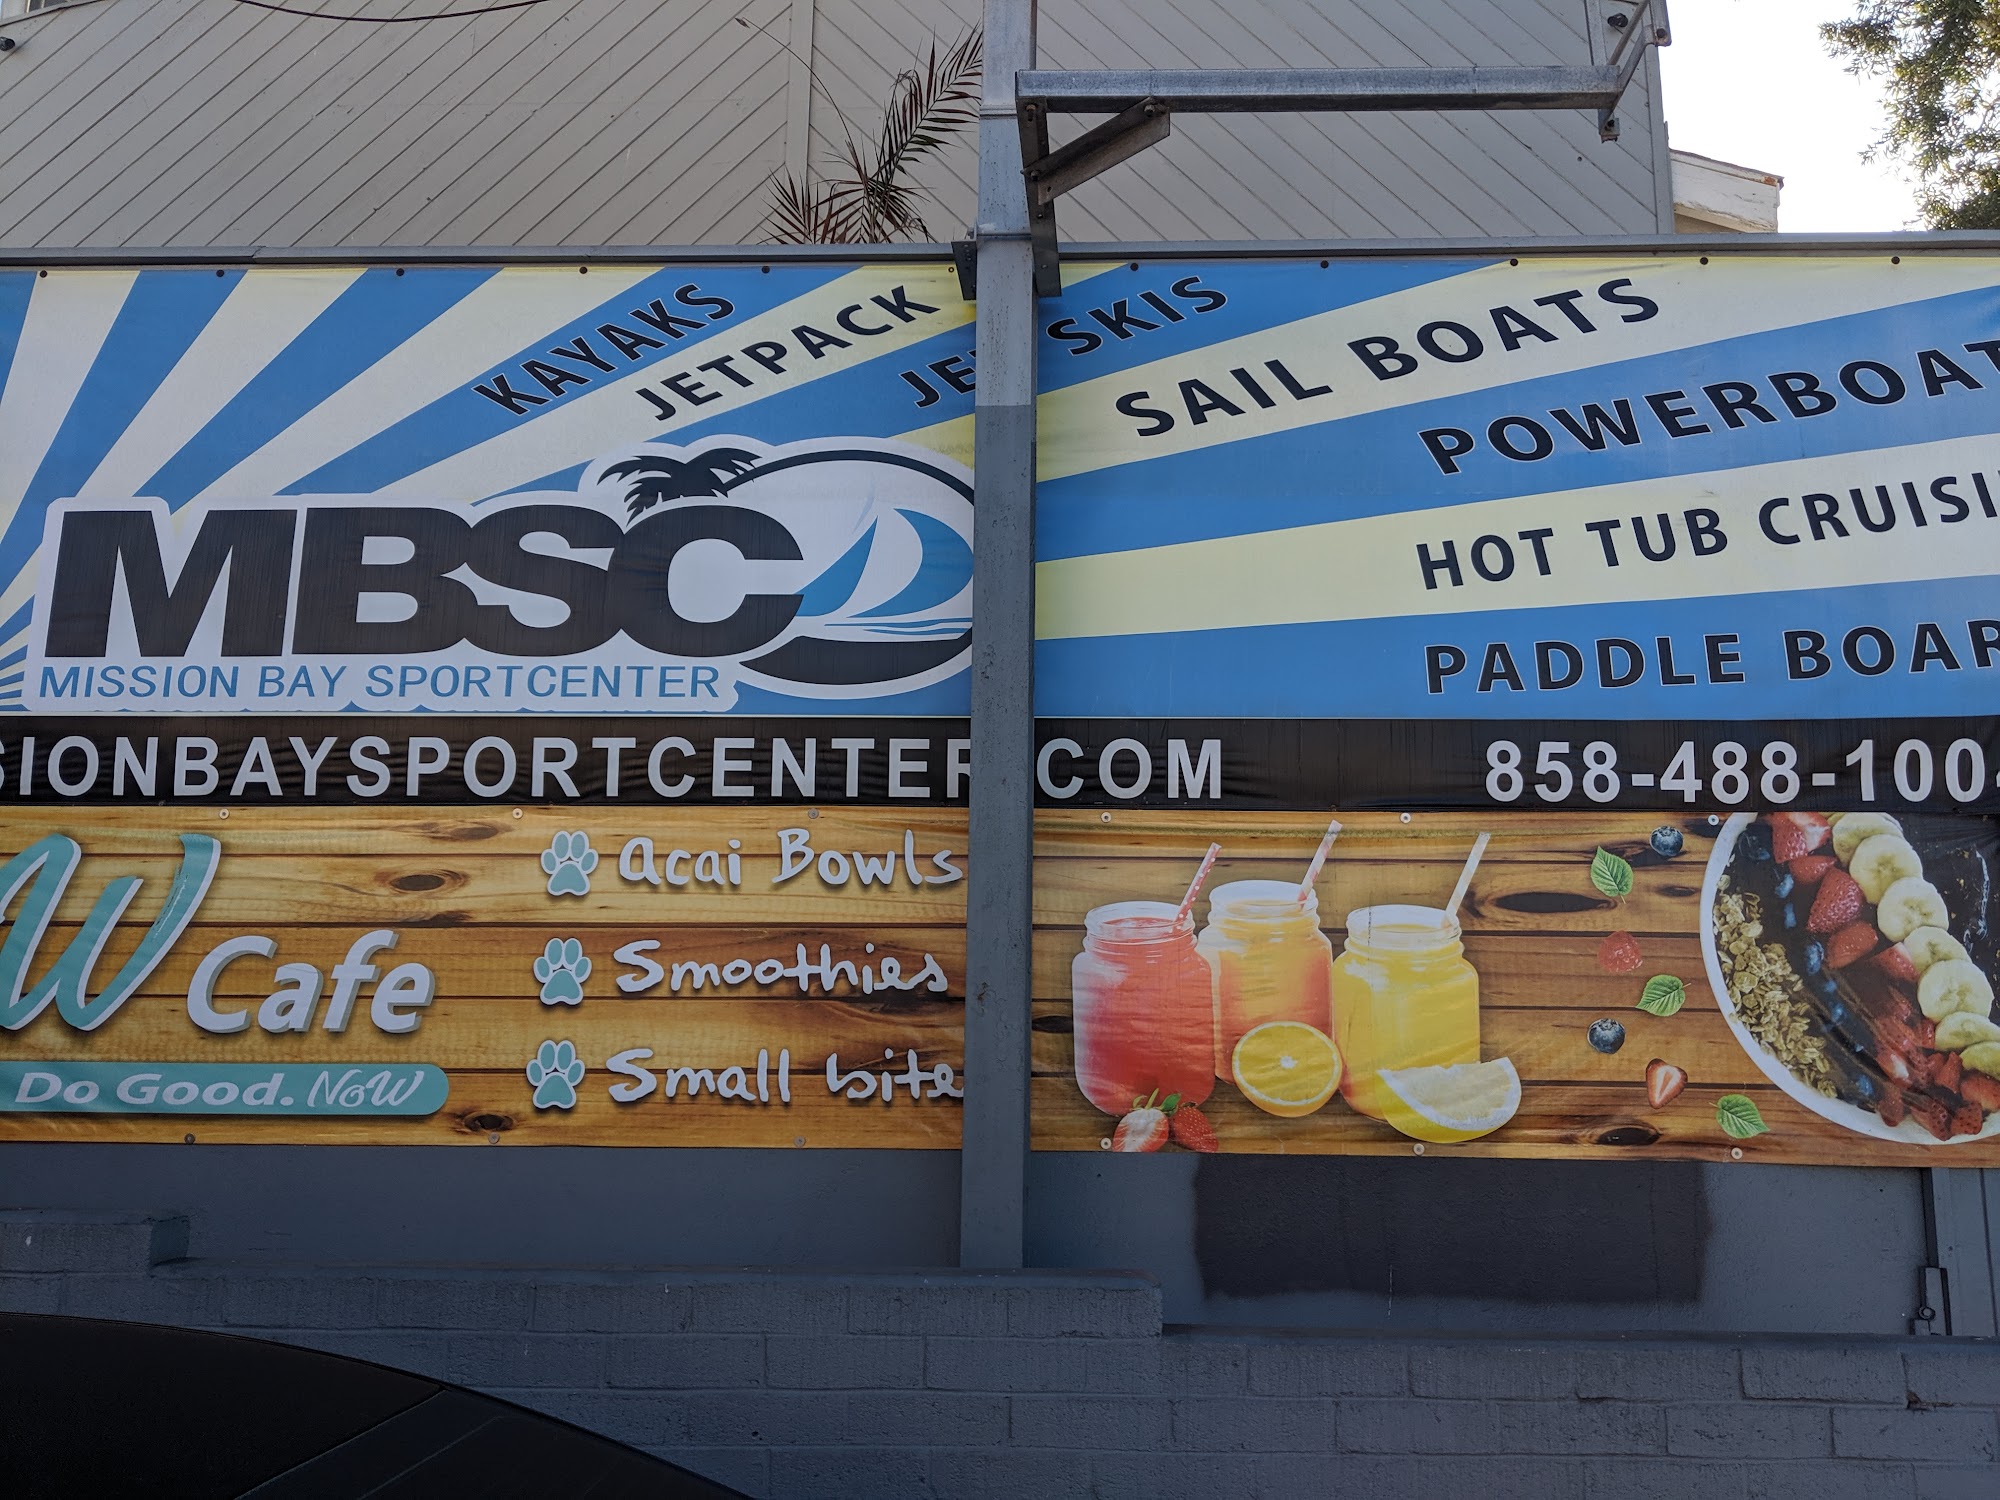 KAYAKS
JETPACK
JET SKIS
SAIL BOATS
POWERBOAT
HOT TUB CRUISI
PADDLE BOAR
MBSC
MISSION BAY SPORTCENTER
SIONBAYSPORTCENTER.COM 858-488-100
W Cafe
Do Good. NoW
acai Bowls
Smoothies
Small bite